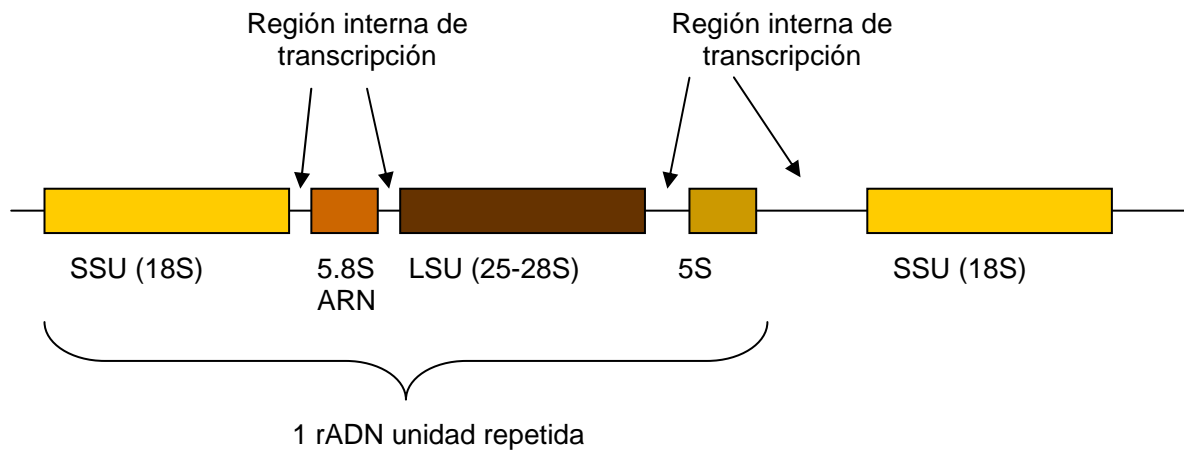 Región interna de
transcripción
Región interna de
transcripción
SSU (18S)
5.8S
ARN
LSU (25-28S)
5S
SSU (18S)
1 rADN unidad repetida